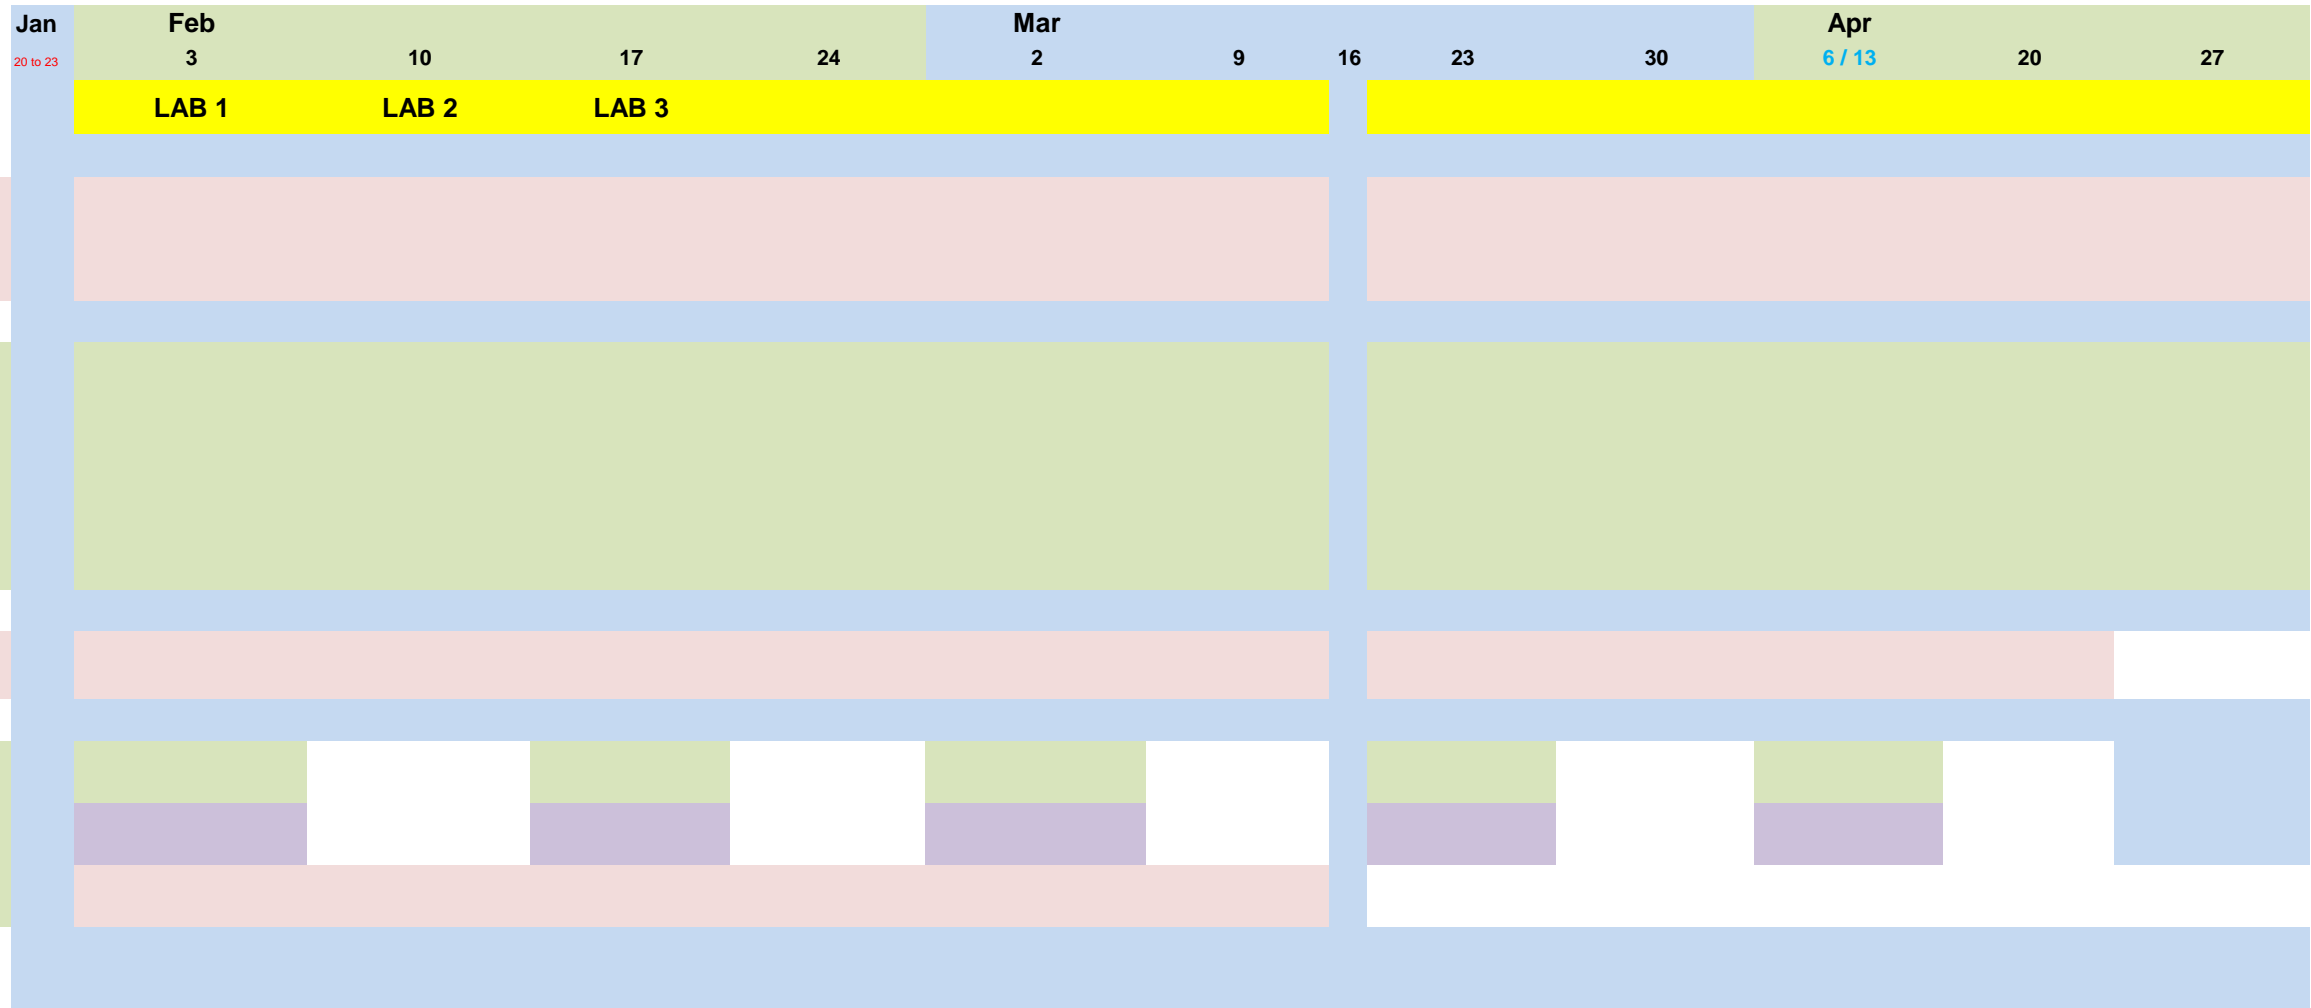 Jan Feb Mar Apr
20 to 23 3 10 17 24 2 9 16 23 30 6 / 13 20 27
LAB 1 LAB 2 LAB 3